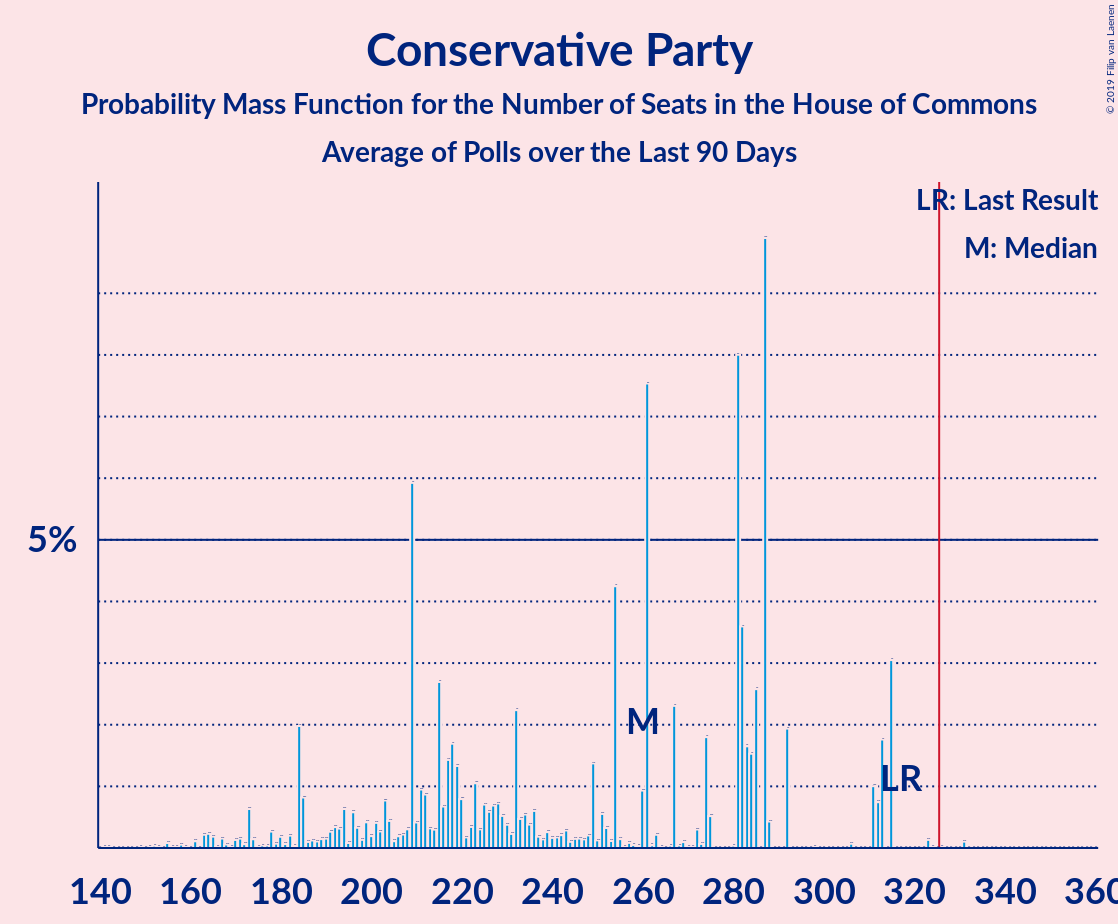 Conservative Party
Probability Mass Function for the Number of Seats in the House of Commons
Average of Polls over the Last 90 Days
© 2019 Filip van Laenen
LR: Last Result
M: Median
5%
M
LR
140 160 180 200 220 240 260 280 300 320 340 360